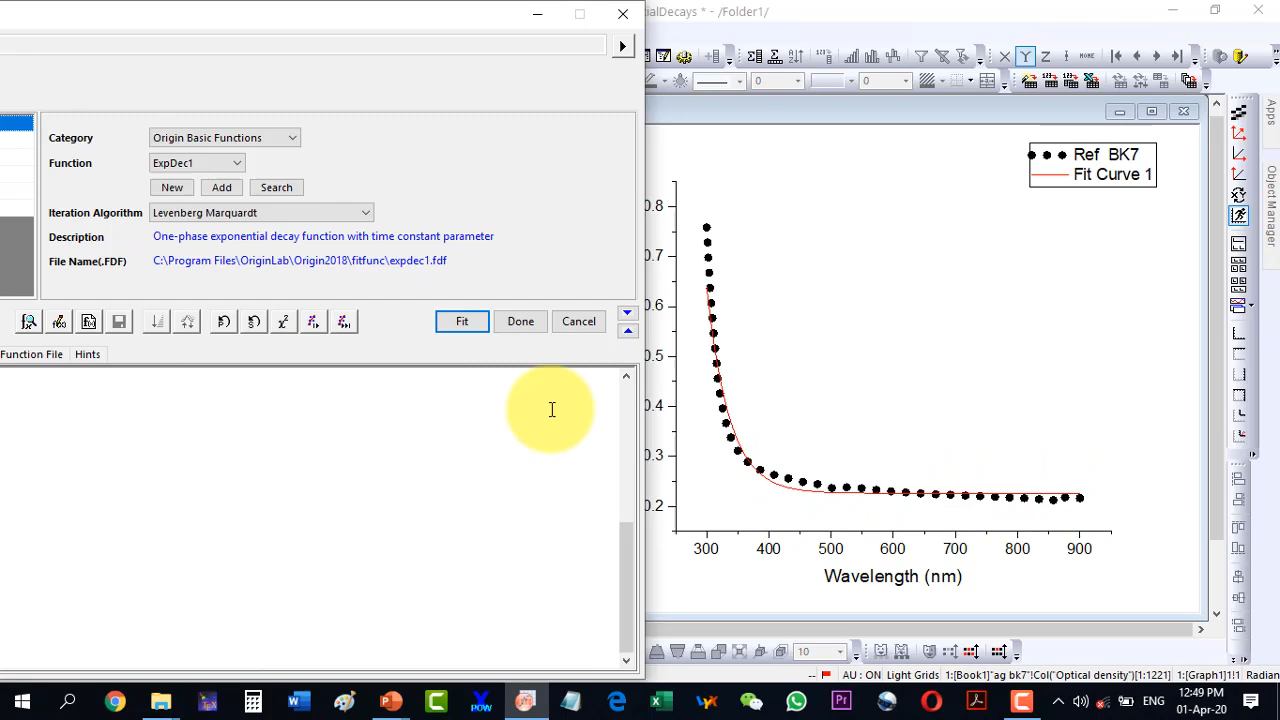 ntialDecays * - /Folder1/
MORE
0
0
Category
Origin Basic Functions
Function
ExpDec1
New
Add
Search
Iteration Algorithm
Levenberg Marquardt
Description
One-phase exponential decay function with time constant parameter
File Name(.FDF)
C:\Program Files\OriginLab\Origin2018\fitfunc\expdec1.fdf
Fit
Done
Cancel
Function File
Hints
Ref BK7
Fit Curve 1
0.8
0.7
0.6
0.5
0.4
0.3
0.2
300
400
500
600
700
800
900
Wavelength (nm)
Apps
Object Manager
10
AU : ON
Light Grids
1:[Book1]"ag bk7"!Col("Optical density")[1:1221]
1:[Graph1]1!1
Radian
ENG
12:49 PM
01-Apr-20